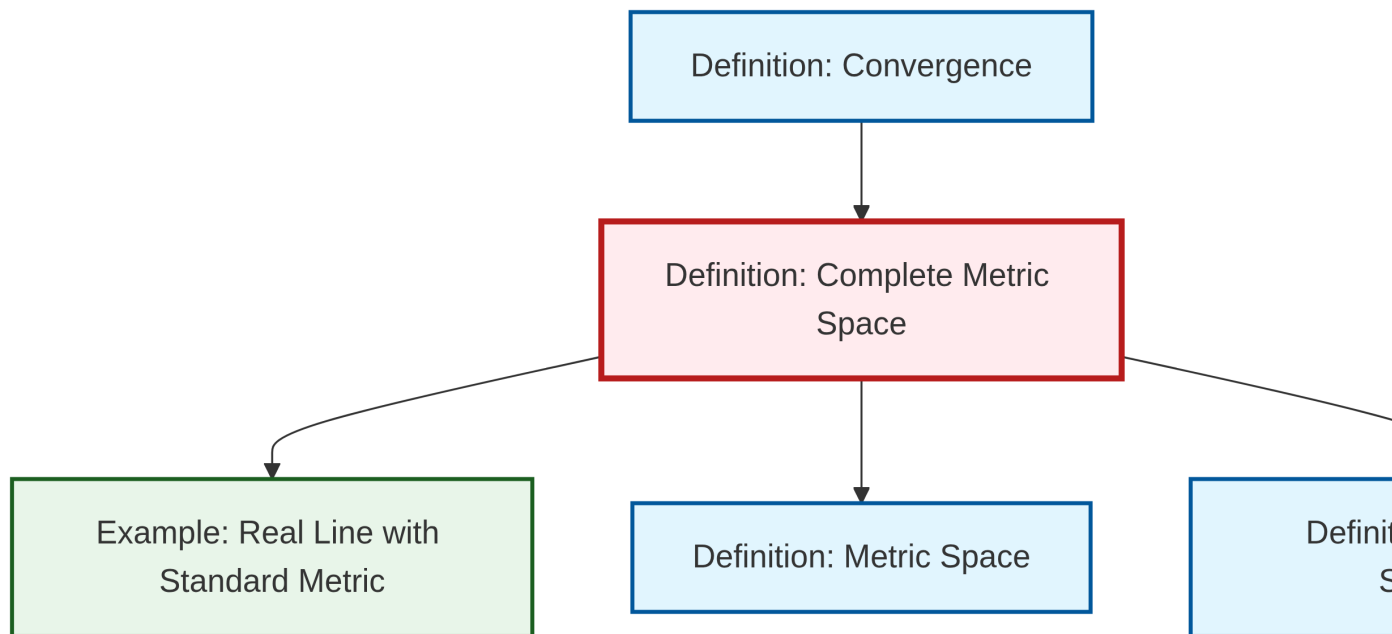 Definition: Convergence
Definition: Complete Metric
Space
Example: Real Line with
Standard Metric
Definition: Metric Space